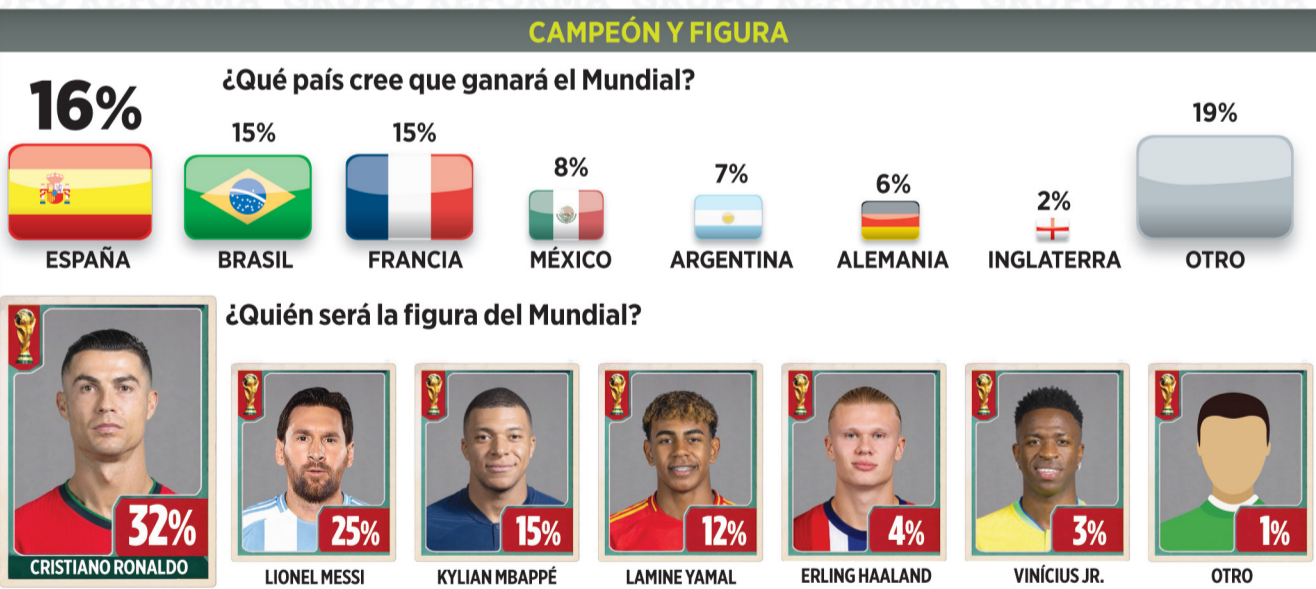 CAMPEÓN Y FIGURA
¿Qué país cree que ganará el Mundial?
16%
15%
15%
8%
7%
6%
2%
19%
ESPAÑA
BRASIL
FRANCIA
MÉXICO
ARGENTINA
ALEMANIA
INGLATERRA
OTRO
¿Quién será la figura del Mundial?
32%
CRISTIANO RONALDO
25%
LIONEL MESSI
15%
KYLIAN MBAPPÉ
12%
LAMINE YAMAL
4%
ERLING HAALAND
3%
VINÍCIUS JR.
1%
OTRO